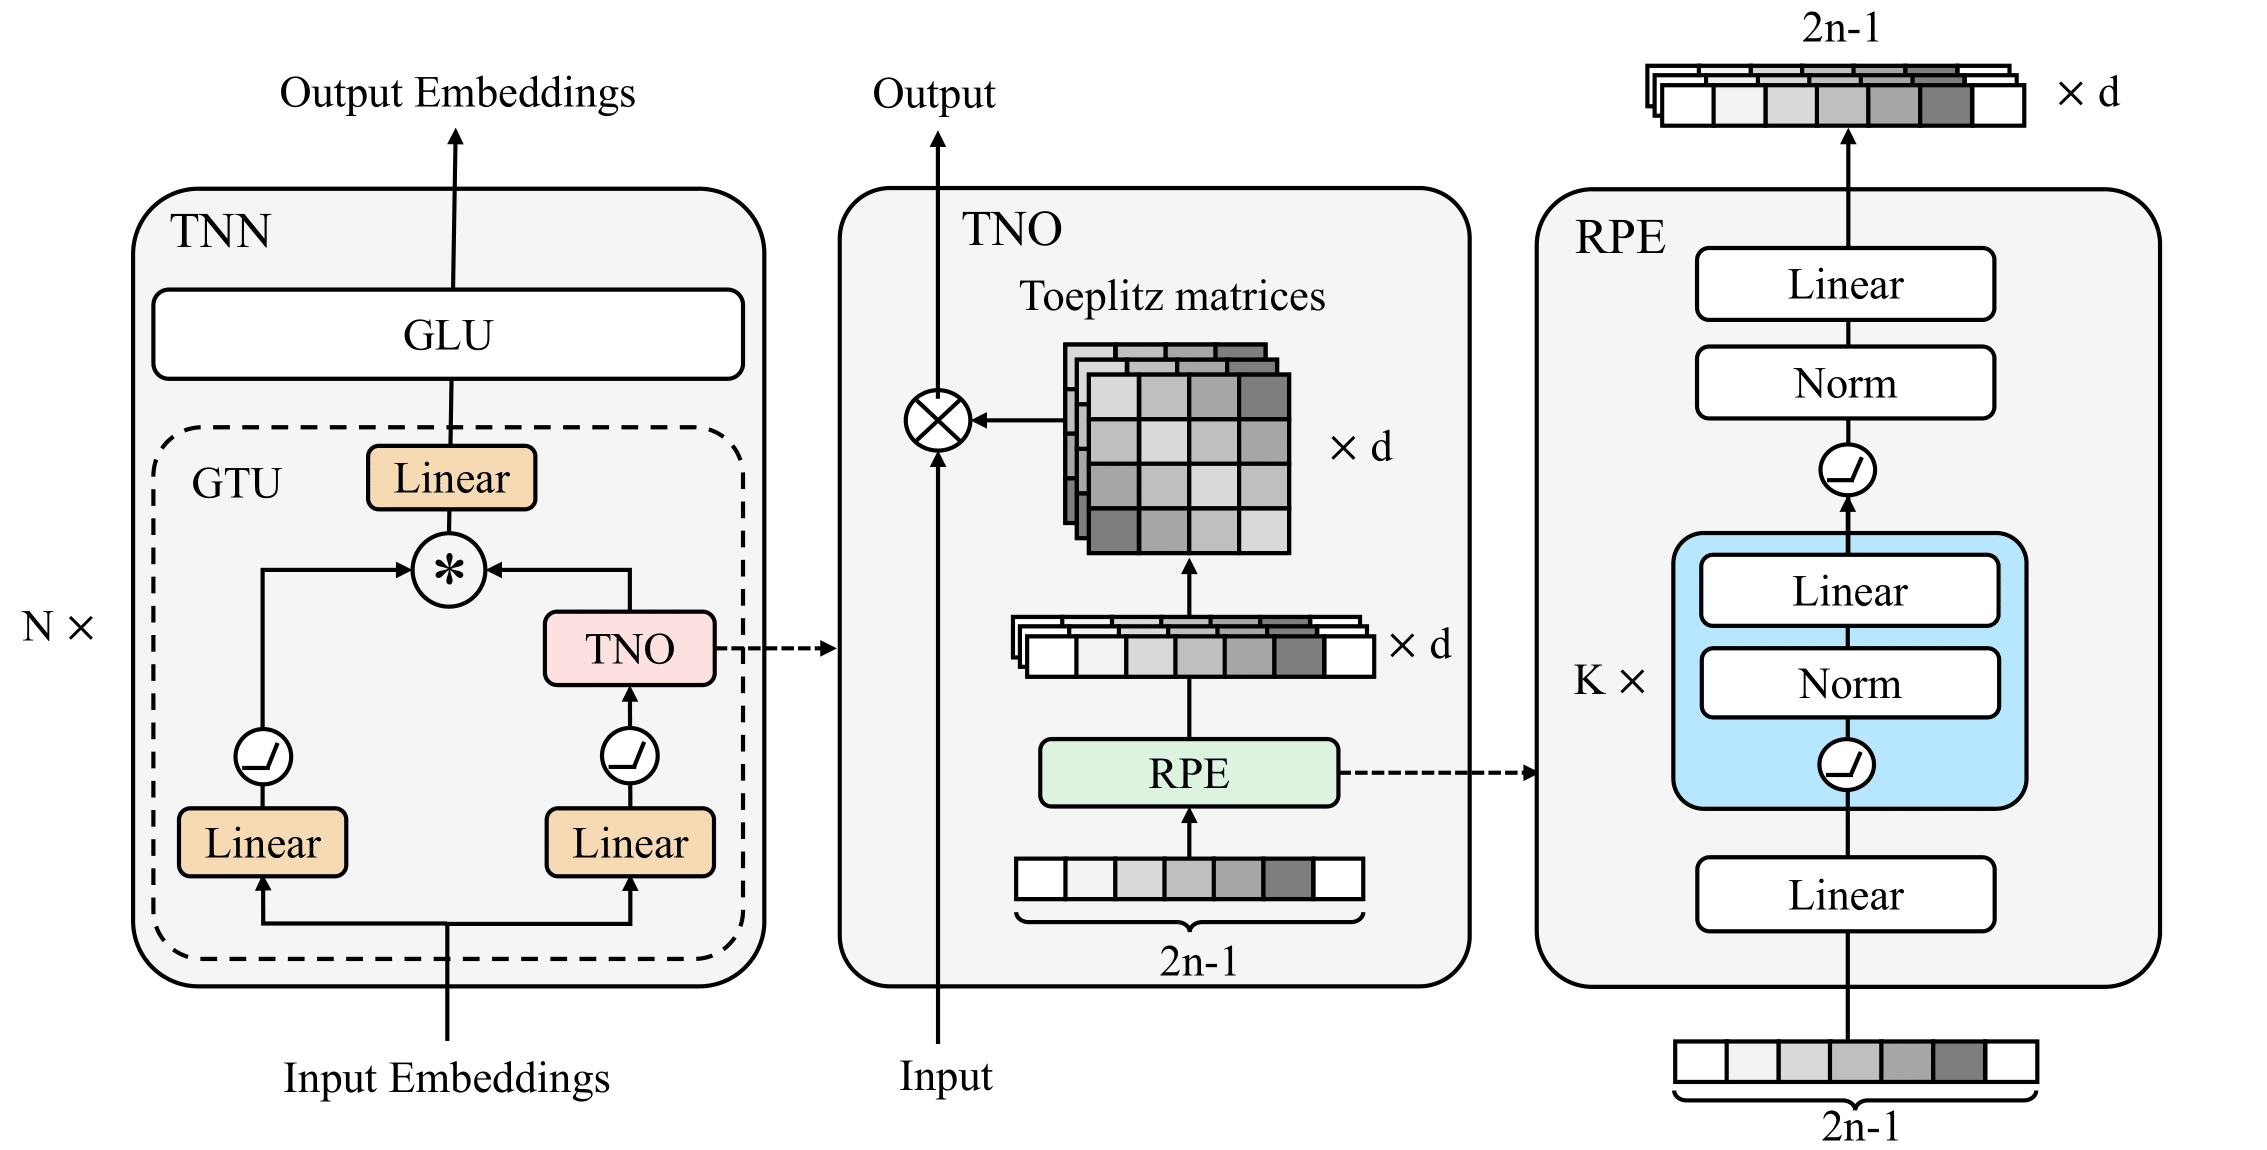 Output Embeddings
TNN
GLU
GTU
Linear
*
TNO
N ×
Linear
Linear
Input Embeddings
Output
TNO
Toeplitz matrices
× d
× d
RPE
2n-1
Input
2n-1
× d
RPE
Linear
Norm
Linear
K ×
Norm
Linear
2n-1